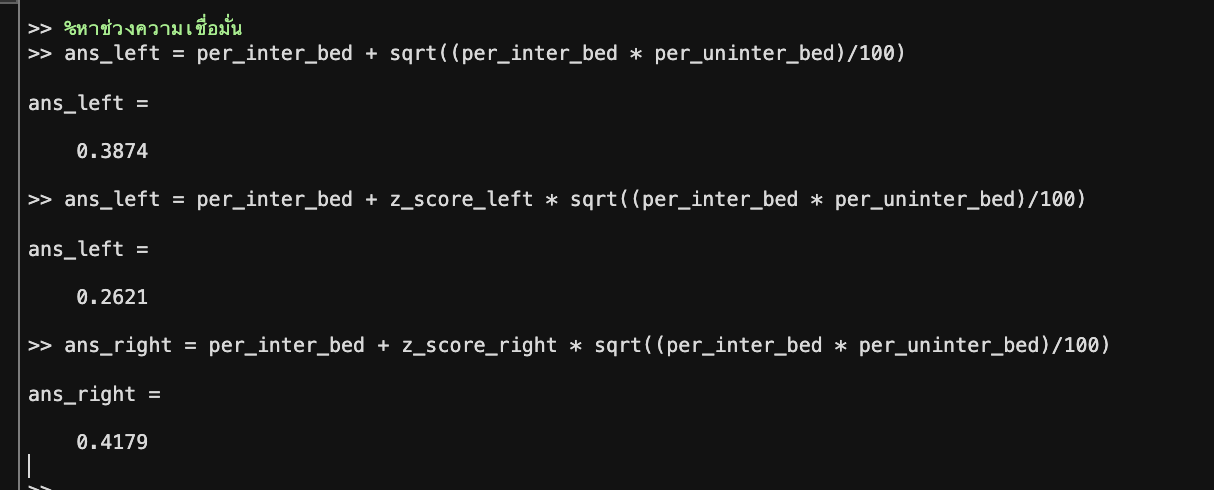 >> %หาช่วงความเชื่อมั่น
>> ans_left = per_inter_bed + sqrt((per_inter_bed * per_uninter_bed)/100)
ans_left =
0.3874
>> ans_left = per_inter_bed + z_score_left * sqrt((per_inter_bed * per_uninter_bed)/100)
ans_left =
0.2621
>> ans_right = per_inter_bed + z_score_right * sqrt((per_inter_bed * per_uninter_bed)/100)
ans_right =
0.4179
>>